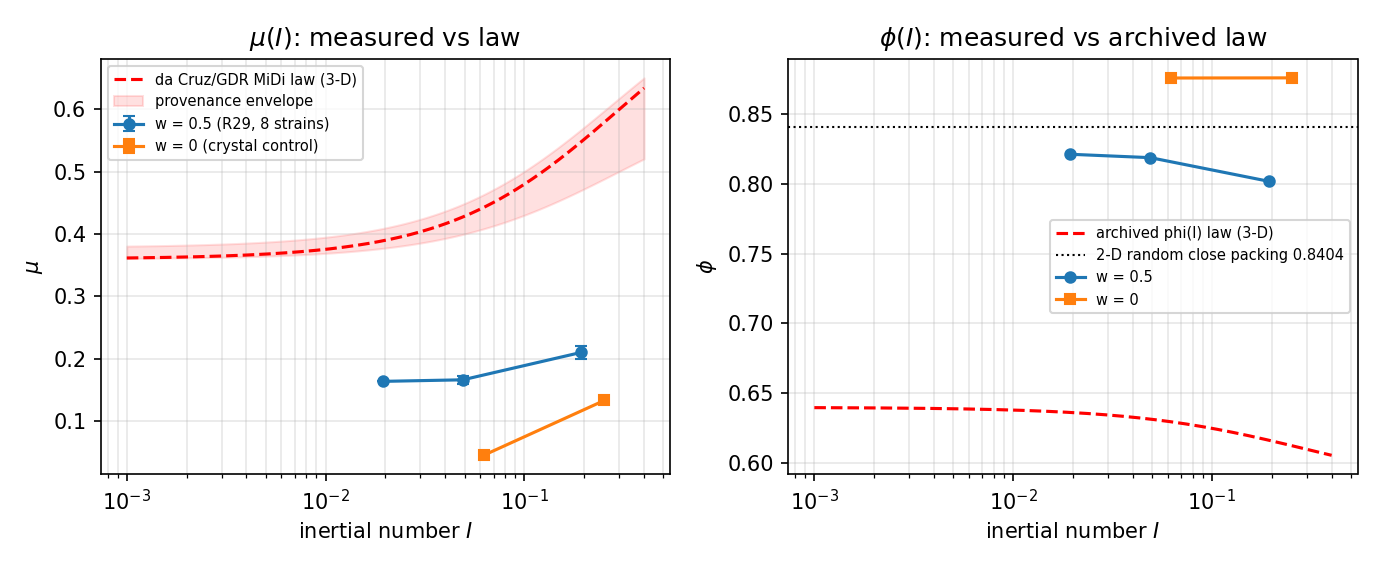 μ(I): measured vs law
da Cruz/GDR MiDi law (3-D)
provenance envelope
w = 0.5 (R29, 8 strains)
w = 0 (crystal control)
0.6
0.5
0.4
0.3
0.2
0.1
μ
10⁻³
10⁻²
10⁻¹
inertial number I
ϕ(I): measured vs archived law
archived phi(I) law (3-D)
2-D random close packing 0.8404
w = 0.5
w = 0
0.85
0.80
0.75
0.70
0.65
0.60
ϕ
10⁻³
10⁻²
10⁻¹
inertial number I